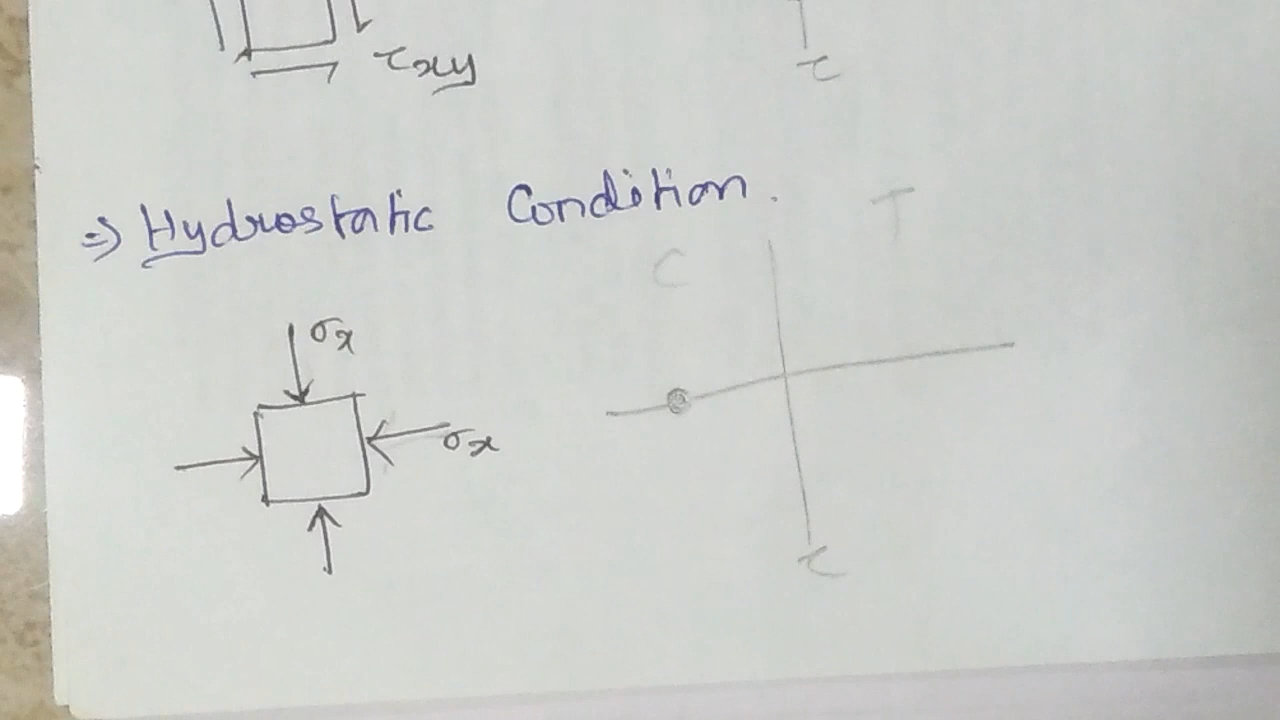 τxy
τ
⇒ Hydrostatic Condition.
C T
σx
σx
τ